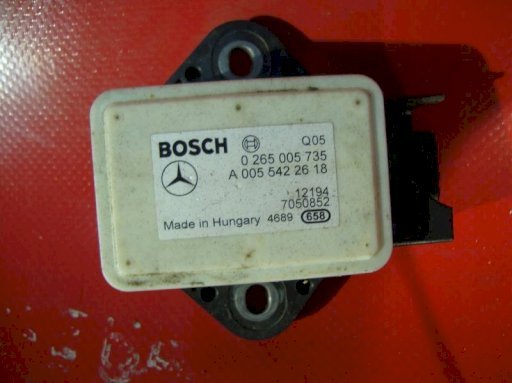 BOSCH Q05
0 265 005 735
A 005 542 26 18
12194
7050852
Made in Hungary 4689 658